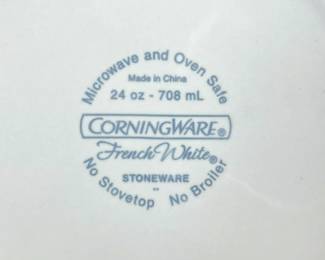 Microwave and Oven Safe
Made in China
24 oz - 708 mL
CORNINGWARE®
French White®
STONEWARE
No Stovetop No Broiler